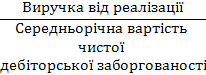 Виручка від реалізації
Середньорічна вартість
чистої
дебіторської заборгованості